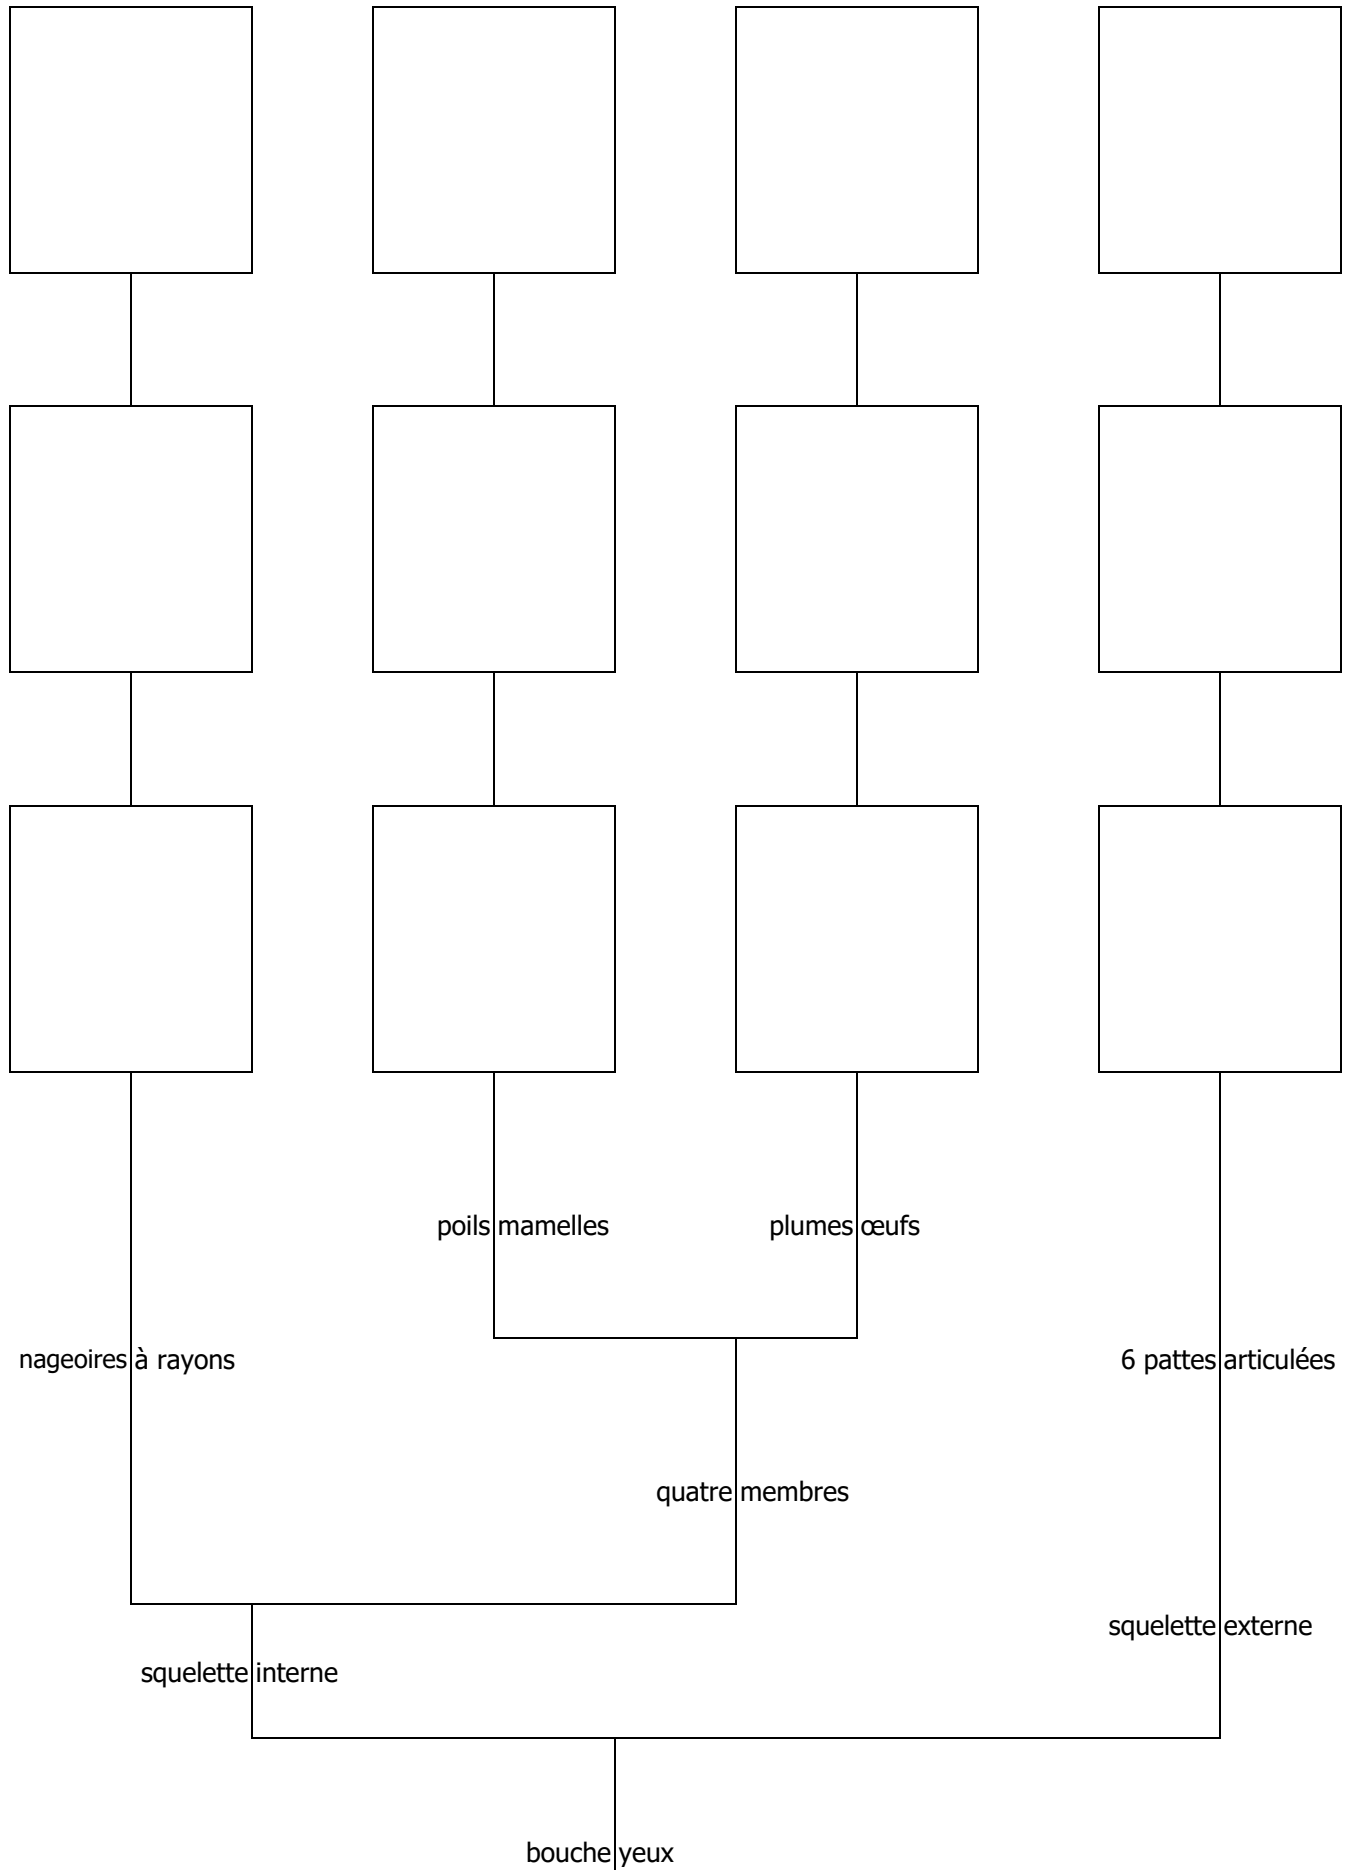 poils mamelles
plumes œufs
nageoires à rayons
6 pattes articulées
quatre membres
squelette externe
squelette interne
bouche yeux